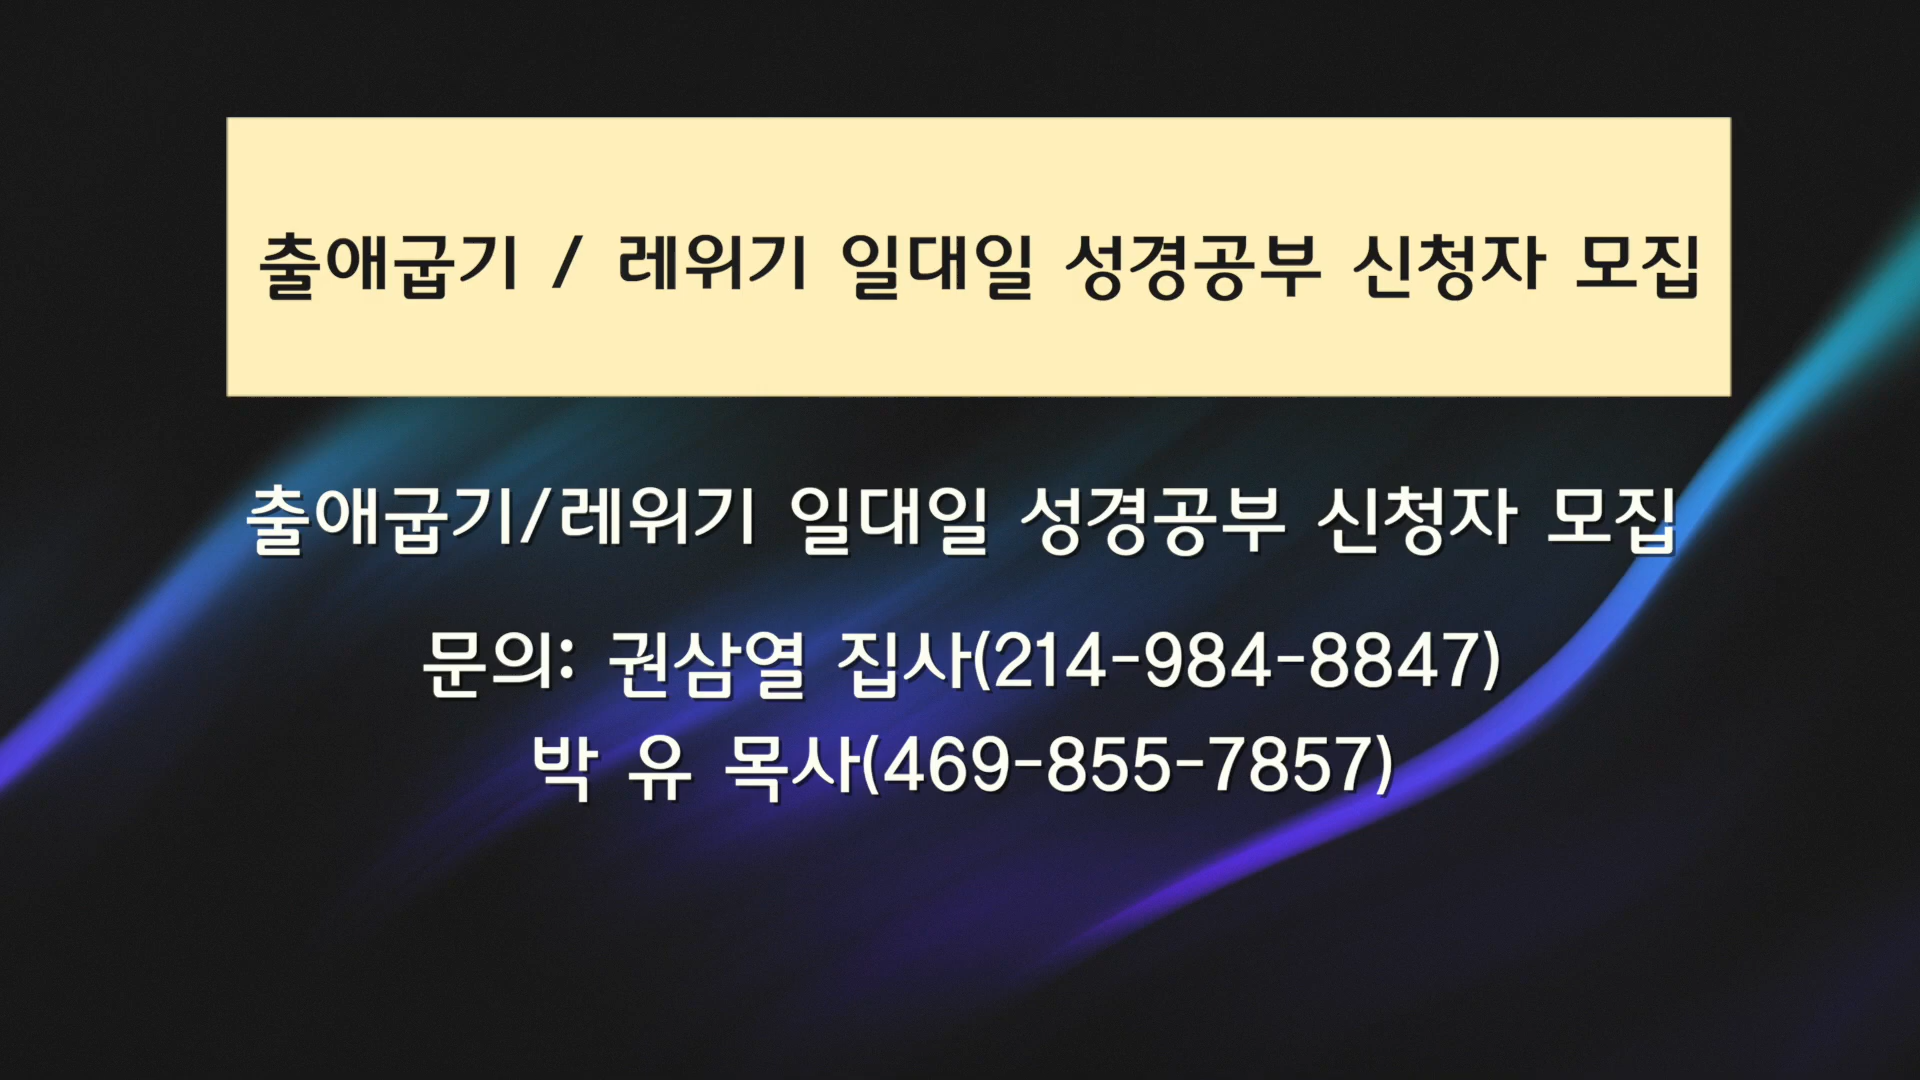 출애굽기 / 레위기 일대일 성경공부 신청자 모집
출애굽기/레위기 일대일 성경공부 신청자 모집
문의: 권삼열 집사(214-984-8847)
박 유 목사(469-855-7857)